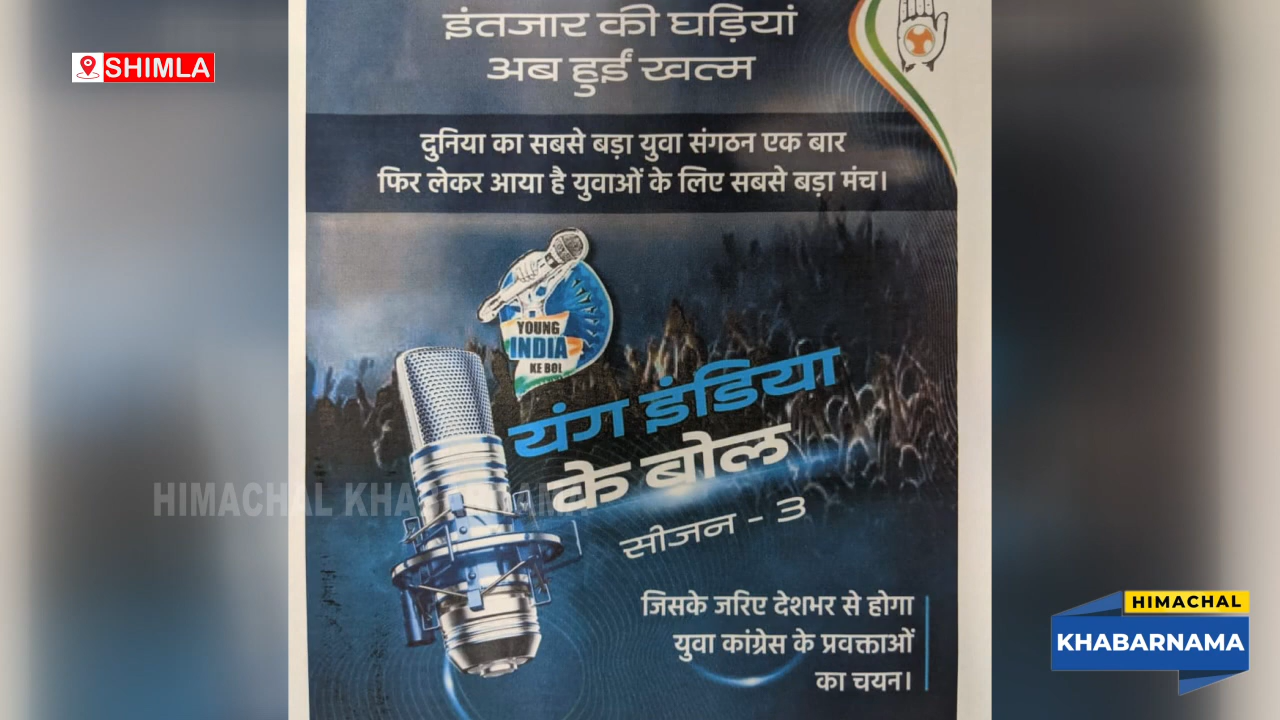 SHIMLA
इंतजार की घड़ियां
अब हुईं खत्म
दुनिया का सबसे बड़ा युवा संगठन एक बार
फिर लेकर आया है युवाओं के लिए सबसे बड़ा मंच।
YOUNG
INDIA
KE BOL
यंग इंडिया
के बोल
सीजन - 3
HIMACHAL KHABARNAMA
जिसके जरिए देशभर से होगा
युवा कांग्रेस के प्रवक्ताओं
का चयन।
HIMACHAL
KHABARNAMA